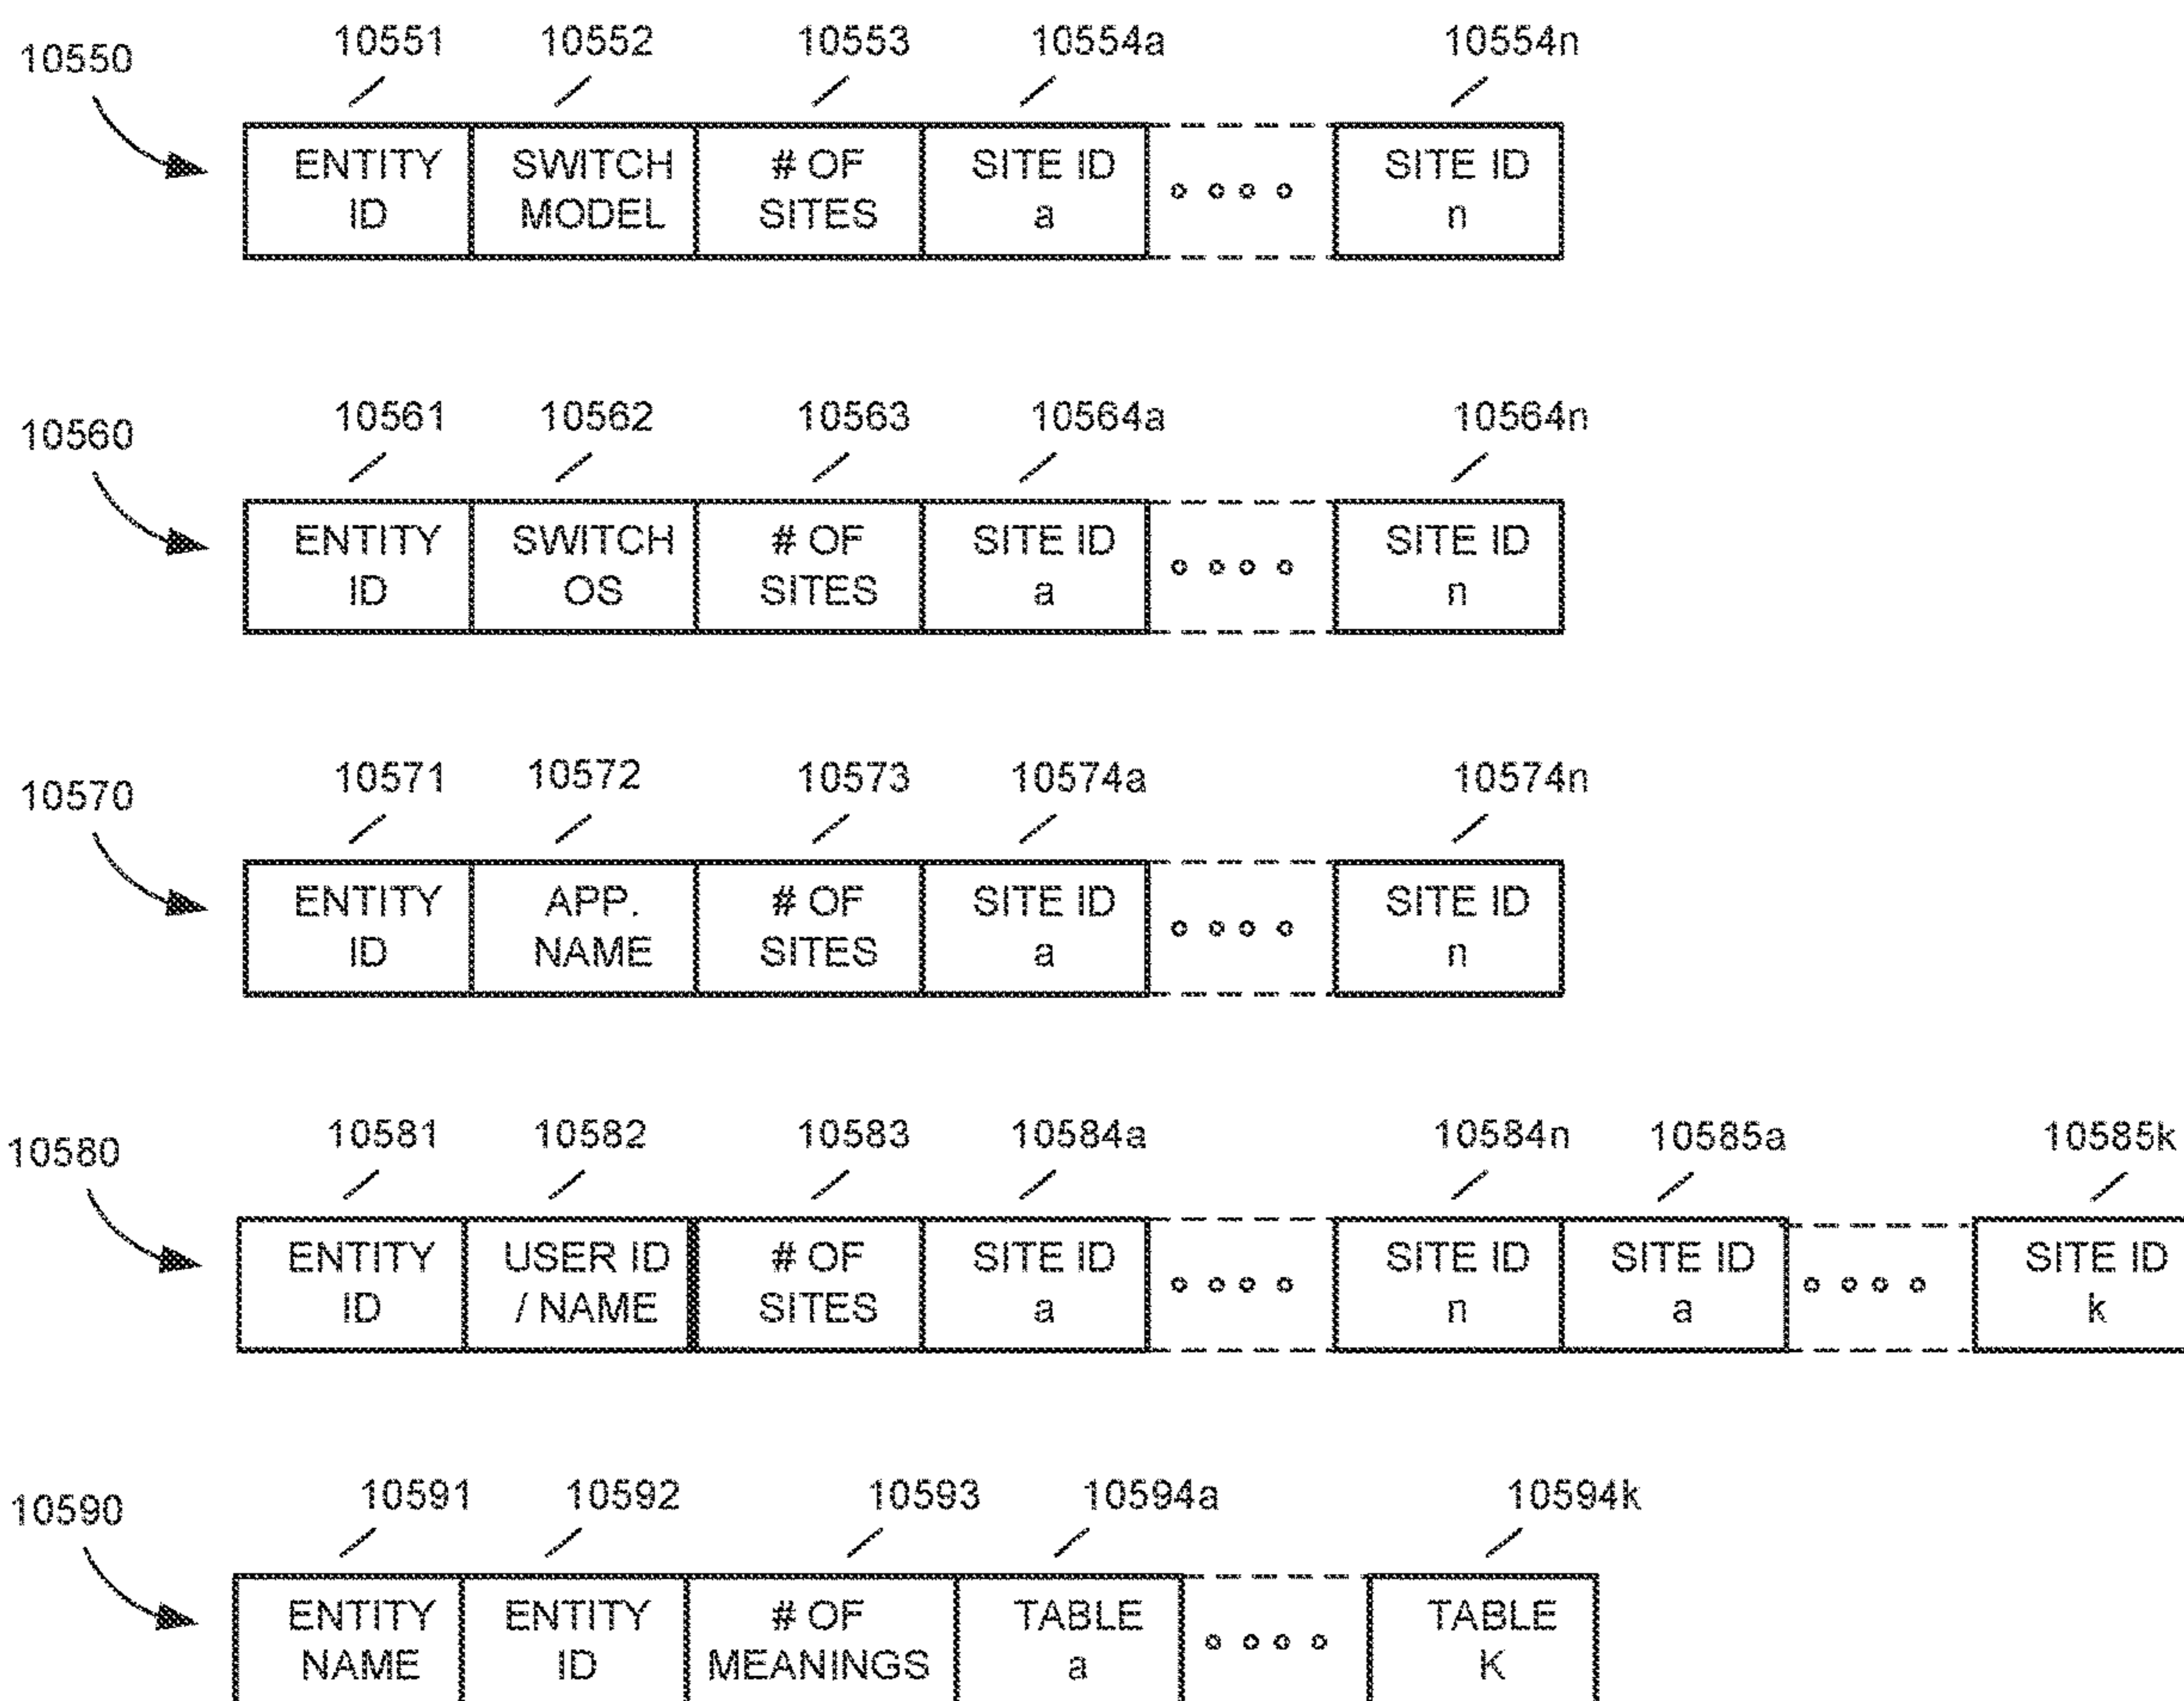 10550 10551 10552 10553 10554a 10554n
ENTITY SWITCH # OF SITE ID SITE ID
ID MODEL SITES a n
10560 10561 10562 10563 10564a 10564n
ENTITY SWITCH # OF SITE ID SITE ID
ID OS SITES a n
10570 10571 10572 10573 10574a 10574n
ENTITY APP. # OF SITE ID SITE ID
ID NAME SITES a n
10580 10581 10582 10583 10584a 10584n 10585a 10585k
ENTITY USER ID # OF SITE ID SITE ID SITE ID SITE ID
ID / NAME SITES a n a k
10590 10591 10592 10593 10594a 10594k
ENTITY ENTITY # OF TABLE TABLE
NAME ID MEANINGS a K